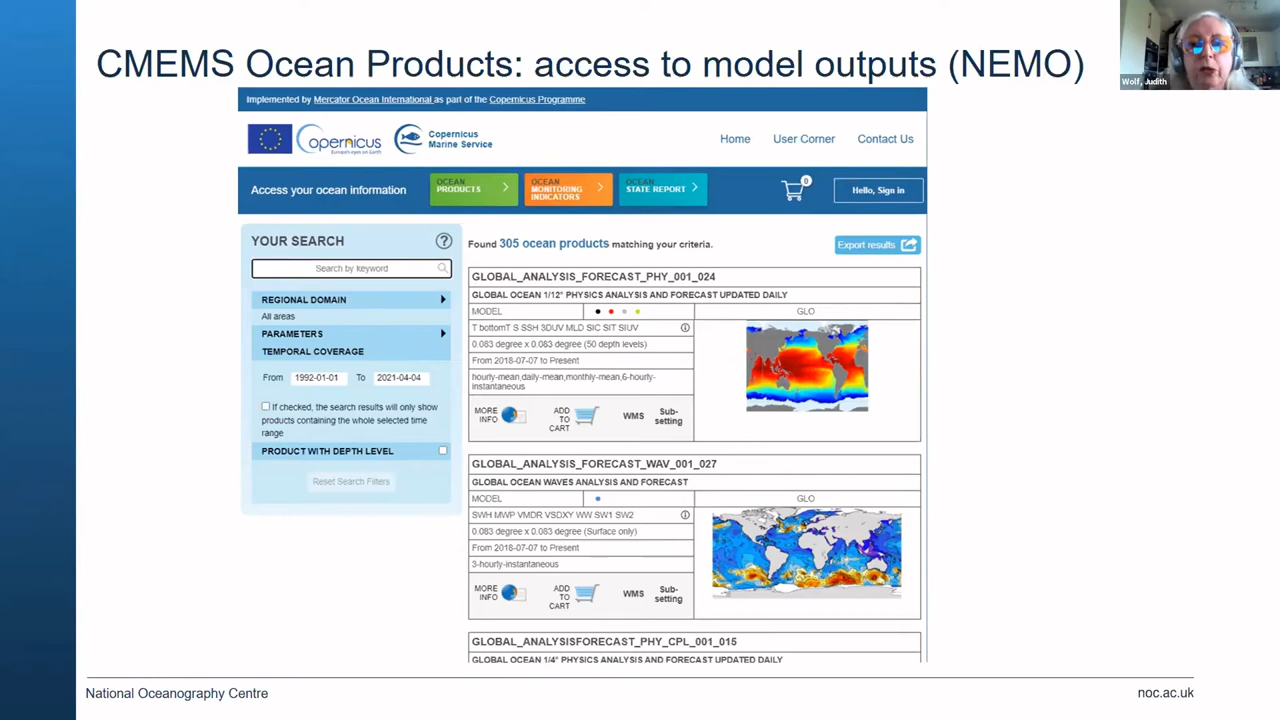 CMEMS Ocean Products: access to model outputs (NEMO)
Wolf, Judith
Implemented by Mercator Ocean International as part of the Copernicus Programme
opernicus
Europe's eyes on Earth
Copernicus
Marine Service
Home
User Corner
Contact Us
Access your ocean information
OCEAN
PRODUCTS
OCEAN
MONITORING
INDICATORS
OCEAN
STATE REPORT
0
Hello, Sign in
YOUR SEARCH
?
Search by keyword
REGIONAL DOMAIN
All areas
PARAMETERS
TEMPORAL COVERAGE
From 1992-01-01 To 2021-04-04
If checked, the search results will only show
products containing the whole selected time
range
PRODUCT WITH DEPTH LEVEL
Reset Search Filters
Found 305 ocean products matching your criteria.
Export results
GLOBAL_ANALYSIS_FORECAST_PHY_001_024
GLOBAL OCEAN 1/12° PHYSICS ANALYSIS AND FORECAST UPDATED DAILY
MODEL
GLO
T bottomT S SSH 3DUV MLD SIC SIT SIUV
0.083 degree x 0.083 degree (50 depth levels)
From 2018-07-07 to Present
hourly-mean,daily-mean,monthly-mean,6-hourly-
instantaneous
MORE
INFO
ADD
TO
CART
WMS
Sub-
setting
GLOBAL_ANALYSIS_FORECAST_WAV_001_027
GLOBAL OCEAN WAVES ANALYSIS AND FORECAST
MODEL
GLO
SWH MWP VMDR VSDXY WW SW1 SW2
0.083 degree x 0.083 degree (Surface only)
From 2018-07-07 to Present
3-hourly-instantaneous
MORE
INFO
ADD
TO
CART
WMS
Sub-
setting
GLOBAL_ANALYSISFORECAST_PHY_CPL_001_015
GLOBAL OCEAN 1/4° PHYSICS ANALYSIS AND FORECAST UPDATED DAILY
National Oceanography Centre
noc.ac.uk